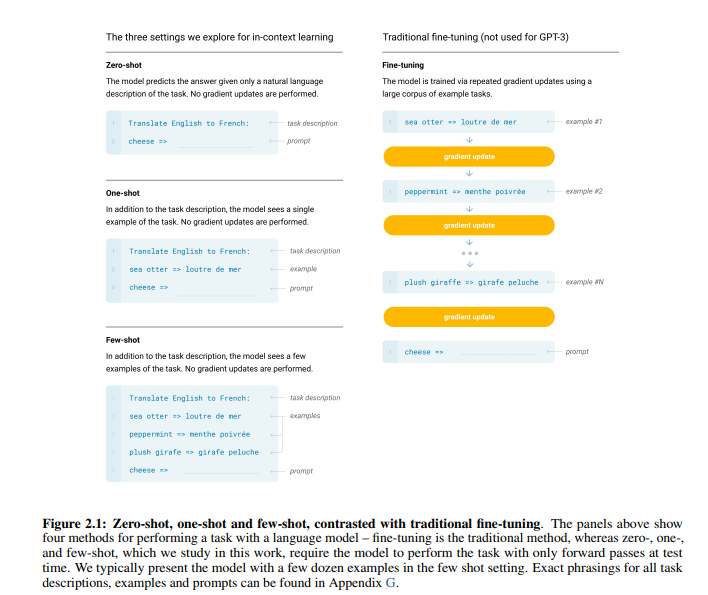 The three settings we explore for in-context learning
Zero-shot
The model predicts the answer given only a natural language
description of the task. No gradient updates are performed.
1 Translate English to French: task description
2 cheese => prompt
One-shot
In addition to the task description, the model sees a single
example of the task. No gradient updates are performed.
1 Translate English to French: task description
2 sea otter => loutre de mer example
3 cheese => prompt
Few-shot
In addition to the task description, the model sees a few
examples of the task. No gradient updates are performed.
Translate English to French: task description
sea otter => loutre de mer examples
peppermint => menthe poivrée
plush girafe => girafe peluche
cheese => prompt
Traditional fine-tuning (not used for GPT-3)
Fine-tuning
The model is trained via repeated gradient updates using a
large corpus of example tasks.
1 sea otter => loutre de mer example #1
gradient update
1 peppermint => menthe poivrée example #2
gradient update
1 plush giraffe => girafe peluche example #N
gradient update
1 cheese => prompt
Figure 2.1: Zero-shot, one-shot and few-shot, contrasted with traditional fine-tuning. The panels above show
four methods for performing a task with a language model – fine-tuning is the traditional method, whereas zero-, one-,
and few-shot, which we study in this work, require the model to perform the task with only forward passes at test
time. We typically present the model with a few dozen examples in the few shot setting. Exact phrasings for all task
descriptions, examples and prompts can be found in Appendix G.